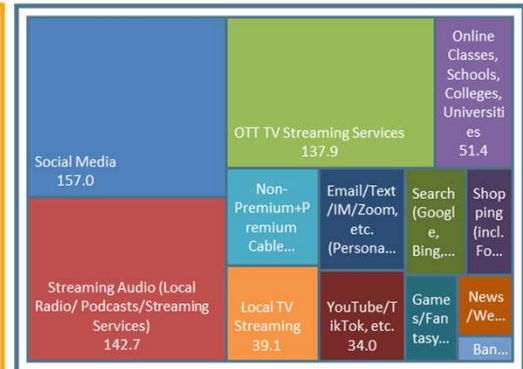 Social Media
157.0
Streaming Audio (Local
Radio/ Podcasts/Streaming
Services)
142.7
OTT TV Streaming Services
137.9
Online
Classes,
Schools,
Colleges,
Universiti
es
51.4
Non-
Premium+P
remium
Cable...
Local TV
Streaming
39.1
Email/Text
/IM/Zoom,
etc.
(Persona...
YouTube/T
ikTok, etc.
34.0
Search
(Googl
e,
Bing,...
Shop
ping
(incl.
Fo...
Game
s/Fan
tasy...
News
/We...
Ban...